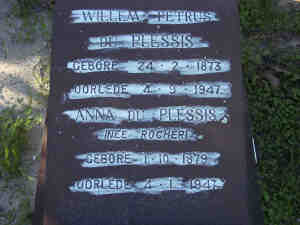 WILLEM PETRUS
DU PLESSIS
GEBORE 24 - 2 - 1873
OORLEDE 4 - 9 - 1947
ANNA DU PLESSIS
(NEE ROCHER)
GEBORE 1 - 10 - 1879
OORLEDE 4 - 1 - 1947